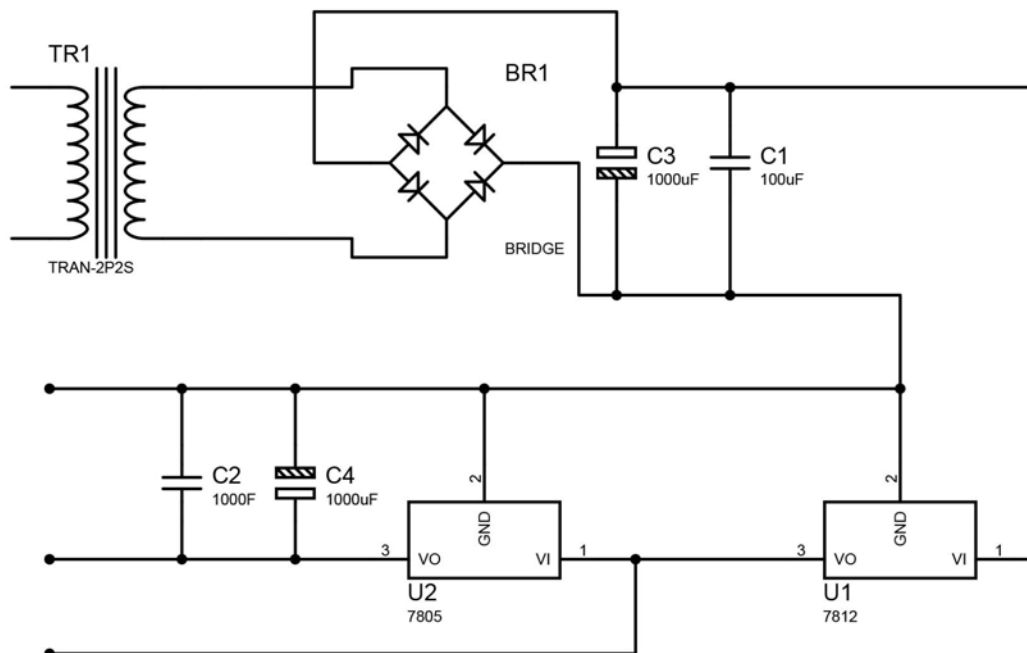 TR1
TRAN-2P2S
BR1
BRIDGE
C3
1000uF
C1
100uF
C2
1000F
C4
1000uF
2
GND
3
VO
VI
1
U2
7805
2
GND
3
VO
VI
1
U1
7812